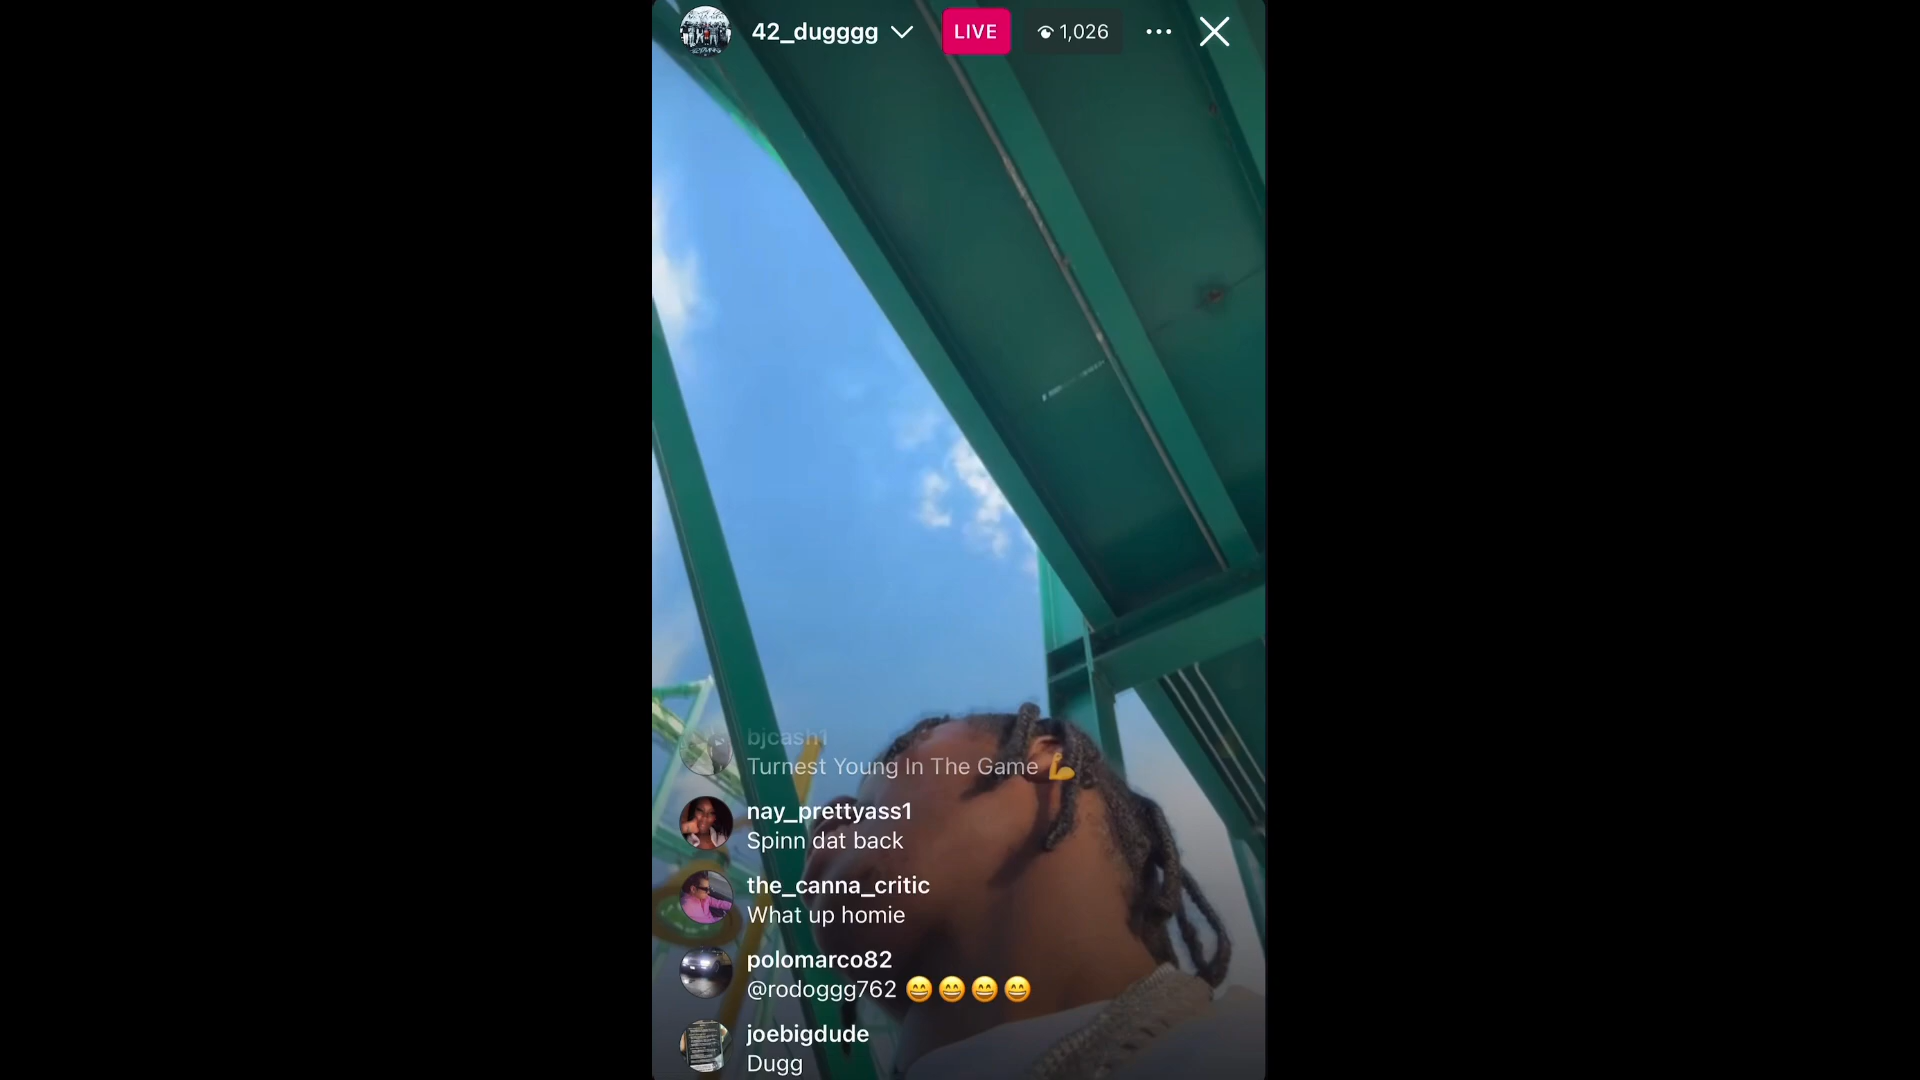 42_dugggg
LIVE
1,026
bjcash1
Turnest Young In The Game 💪
nay_prettyass1
Spinn dat back
the_canna_critic
What up homie
polomarco82
@rodoggg762 😄😄😄😄
joebigdude
Dugg